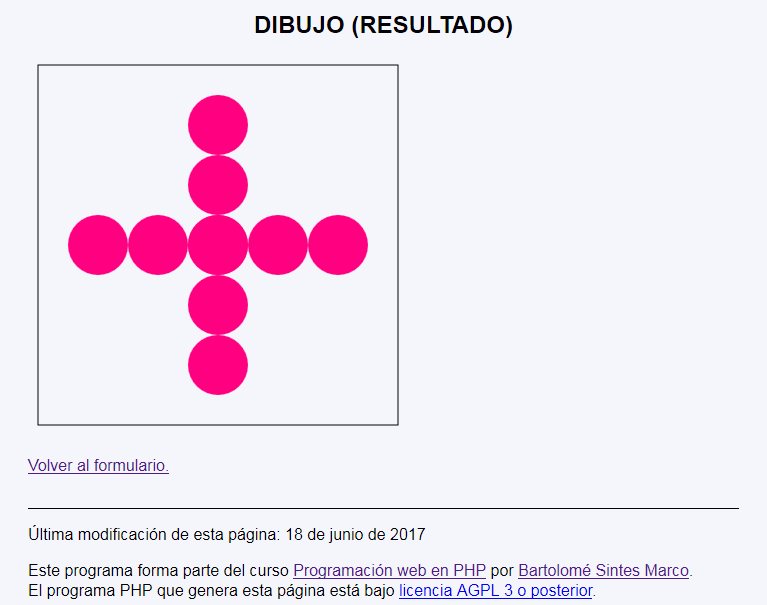 DIBUJO (RESULTADO)
Volver al formulario.
Última modificación de esta página: 18 de junio de 2017
Este programa forma parte del curso Programación web en PHP por Bartolomé Sintes Marco.
El programa PHP que genera esta página está bajo licencia AGPL 3 o posterior.